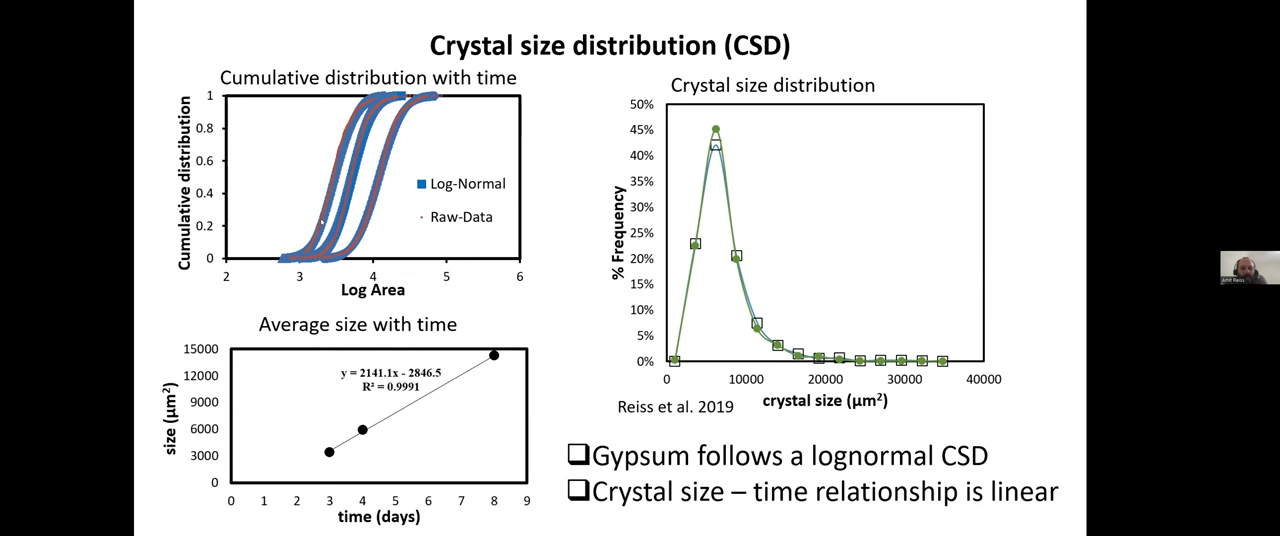 Crystal size distribution (CSD)
Cumulative distribution with time
Cumulative distribution
1
0.8
0.6
0.4
0.2
0
2 3 4 5 6
Log Area
Log-Normal
Raw-Data
Average size with time
size (µm²)
15000
12000
9000
6000
3000
0
y = 2141.1x - 2846.5
R² = 0.9991
0 1 2 3 4 5 6 7 8 9
time (days)
Crystal size distribution
% Frequency
50%
45%
40%
35%
30%
25%
20%
15%
10%
5%
0%
0 10000 20000 30000 40000
crystal size (µm²)
Reiss et al. 2019
Gypsum follows a lognormal CSD
Crystal size – time relationship is linear
Amit Reiss